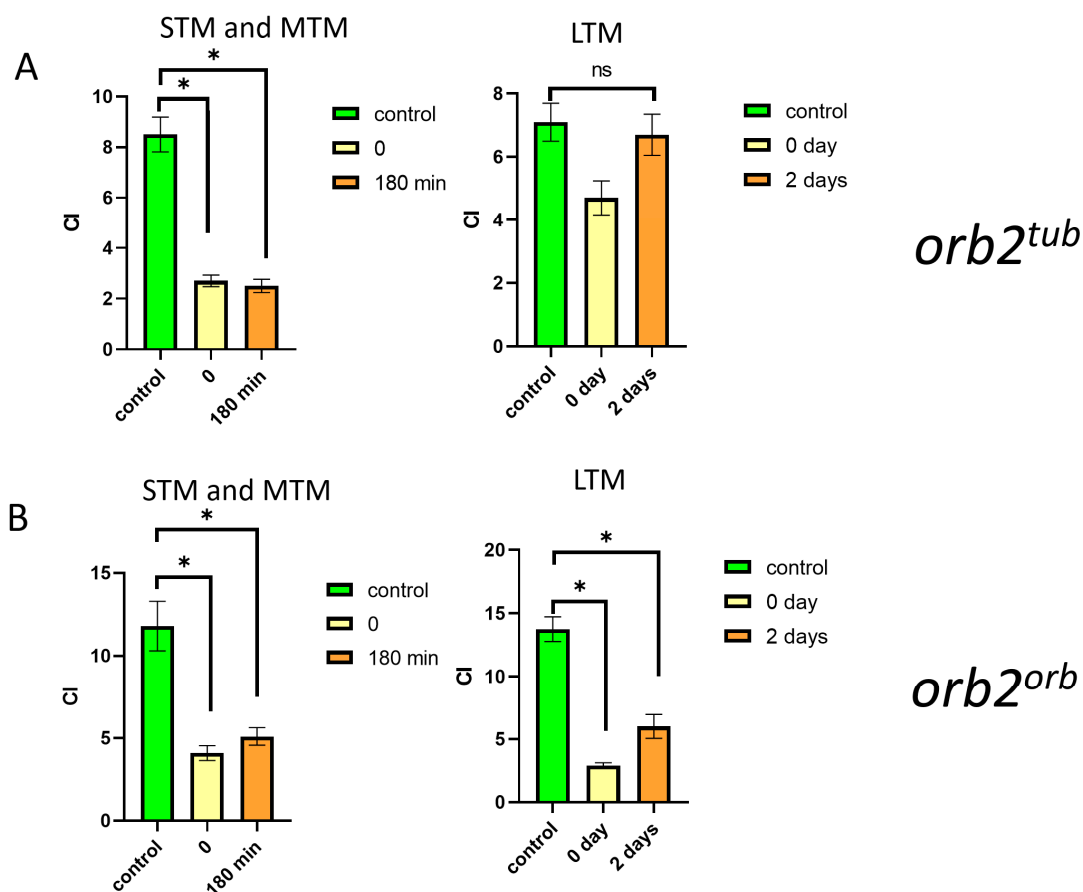 A
STM and MTM
*
*
10
8
6
4
2
0
CI
control
0
180 min
control
0
180 min
LTM
ns
8
6
4
2
0
CI
control
0 day
2 days
control
0 day
2 days
orb2tub
B
STM and MTM
*
*
15
10
5
0
CI
control
0
180 min
control
0
180 min
LTM
*
*
20
15
10
5
0
CI
control
0 day
2 days
control
0 day
2 days
orb2orb